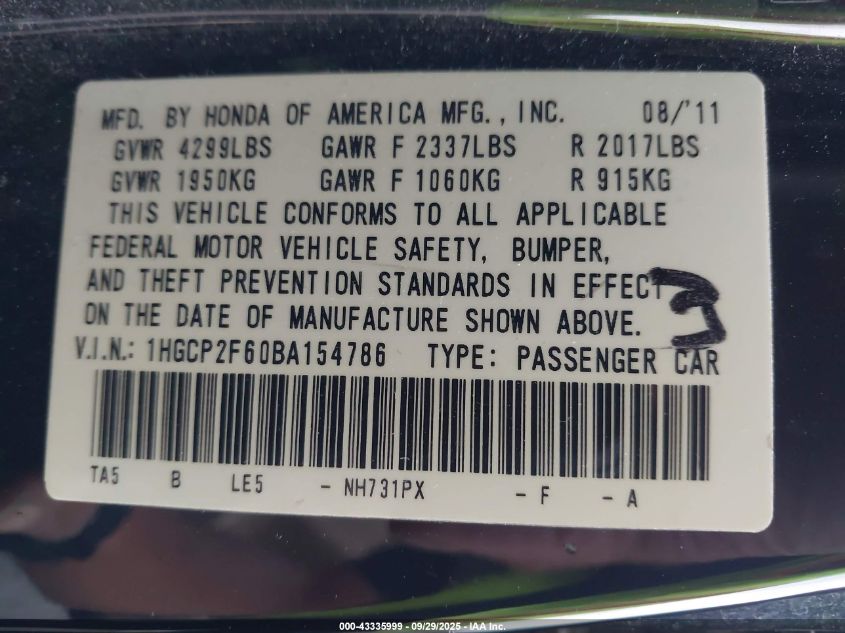 MFD. BY HONDA OF AMERICA MFG., INC. 08/'11
GVWR 4299LBS GAWR F 2337LBS R 2017LBS
GVWR 1950KG GAWR F 1060KG R 915KG
THIS VEHICLE CONFORMS TO ALL APPLICABLE
FEDERAL MOTOR VEHICLE SAFETY, BUMPER,
AND THEFT PREVENTION STANDARDS IN EFFECT
ON THE DATE OF MANUFACTURE SHOWN ABOVE.
V.I.N.: 1HGCP2F60BA154786 TYPE: PASSENGER CAR
TA5 B LE5 - NH731PX - F - A
000-43335999 - 09/29/2025 - IAA Inc.